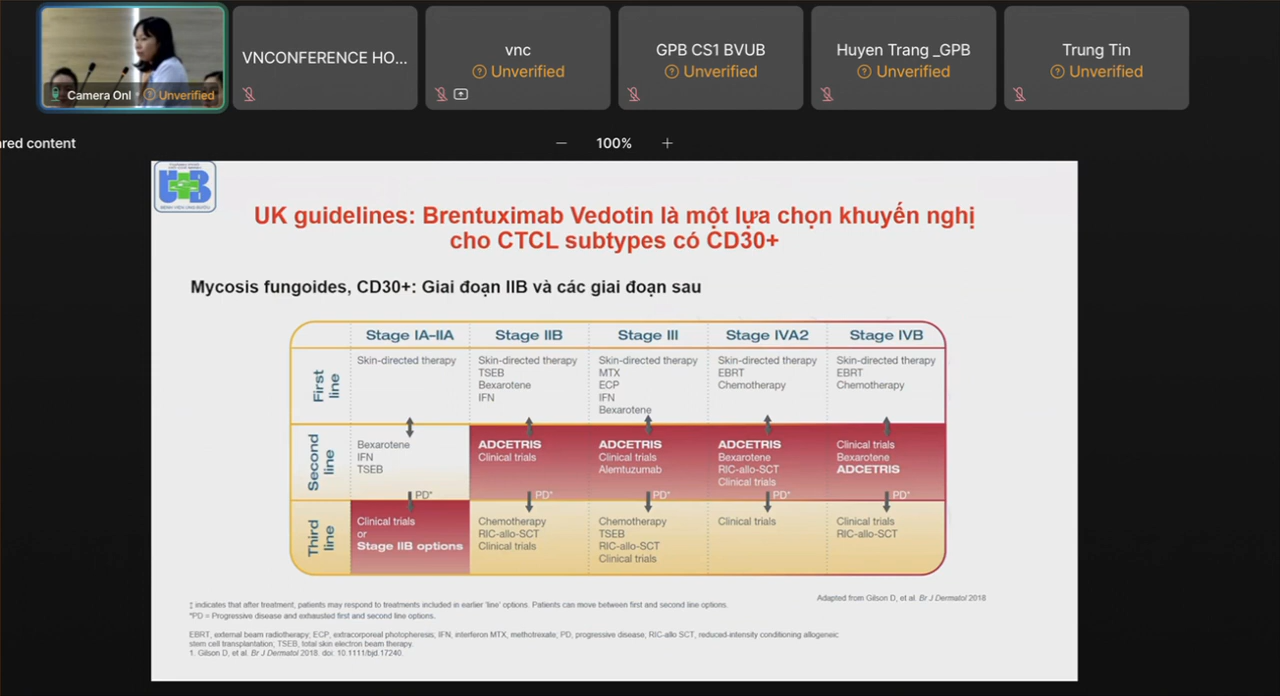 Camera Onl
Unverified
VNCONFERENCE HO...
vnc
Unverified
GPB CS1 BVUB
Unverified
Huyen Trang _GPB
Unverified
Trung Tin
Unverified
red content
100%
UB
BỆNH VIỆN UNG BƯỚU
UK guidelines: Brentuximab Vedotin là một lựa chọn khuyến nghị
cho CTCL subtypes có CD30+
Mycosis fungoides, CD30+: Giai đoạn IIB và các giai đoạn sau
Stage IA–IIA
Stage IIB
Stage III
Stage IVA2
Stage IVB
First
line
Skin-directed therapy
Skin-directed therapy
TSEB
Bexarotene
IFN
Skin-directed therapy
MTX
ECP
IFN
Bexarotene
Skin-directed therapy
EBRT
Chemotherapy
Skin-directed therapy
EBRT
Chemotherapy
Second
line
Bexarotene
IFN
TSEB
PD*
ADCETRIS
Clinical trials
PD*
ADCETRIS
Clinical trials
Alemtuzumab
PD*
ADCETRIS
Bexarotene
RIC-allo-SCT
Clinical trials
PD*
Clinical trials
Bexarotene
ADCETRIS
PD*
Third
line
Clinical trials
or
Stage IIB options
Chemotherapy
RIC-allo-SCT
Clinical trials
Chemotherapy
TSEB
RIC-allo-SCT
Clinical trials
Clinical trials
Clinical trials
RIC-allo-SCT
Adapted from Gilson D, et al. Br J Dermatol 2018
‡ indicates that after treatment, patients may respond to treatments included in earlier 'line' options. Patients can move between first and second line options.
*PD = Progressive disease and exhausted first and second line options.
EBRT, external beam radiotherapy; ECP, extracorporeal photopheresis; IFN, interferon MTX, methotrexate; PD, progressive disease, RIC-allo SCT, reduced-intensity conditioning allogeneic
stem cell transplantation, TSEB, total skin electron beam therapy.
1. Gilson D, et al. Br J Dermatol 2018. doi: 10.1111/bjd.17240.